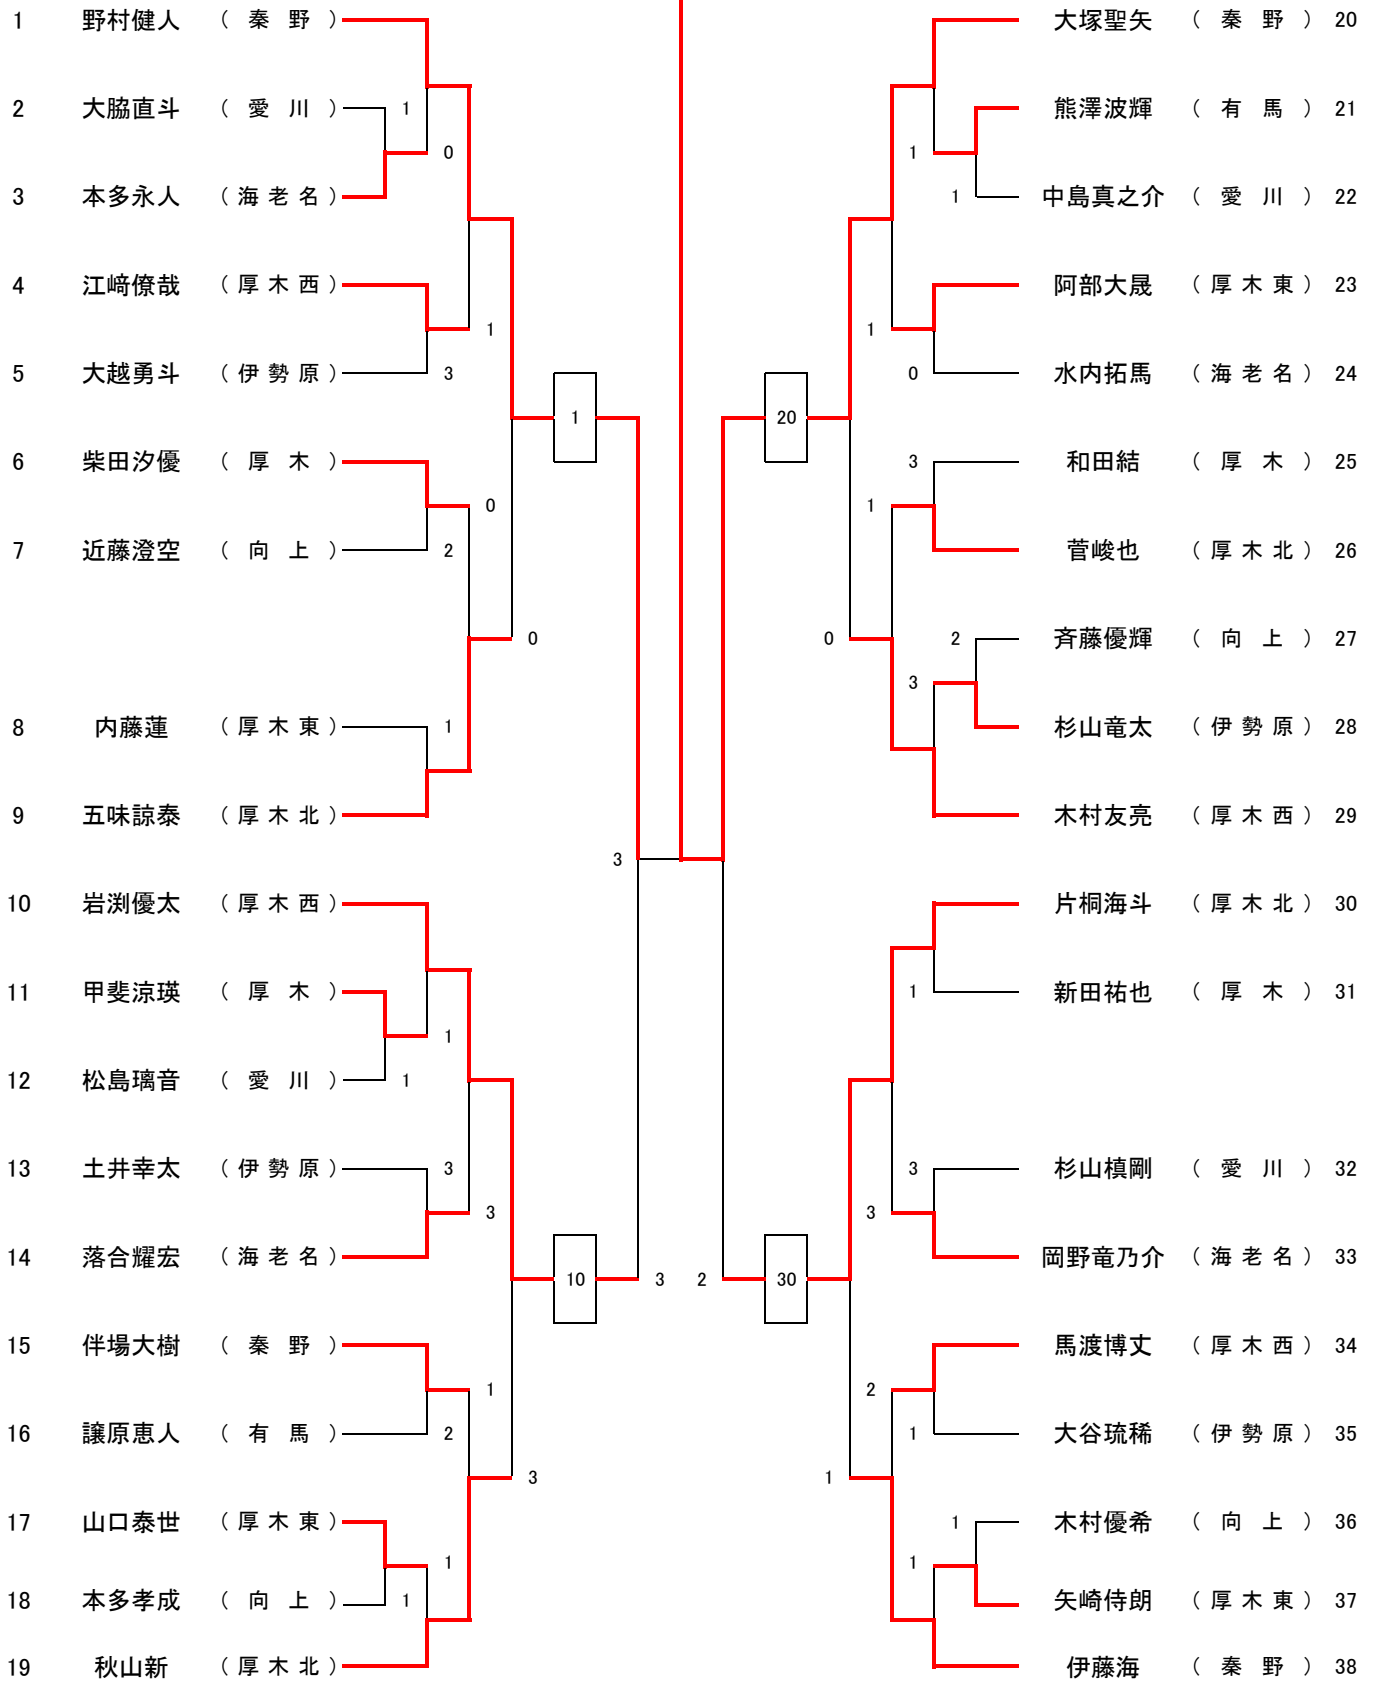 1 野村健人 （ 秦 野 ）
2 大脇直斗 （ 愛 川 ） 1
0
3 本多永人 （ 海 老 名 ）
4 江﨑僚哉 （ 厚 木 西 ）
1
5 大越勇斗 （ 伊 勢 原 ） 3
1
6 柴田汐優 （ 厚 木 ）
0
7 近藤澄空 （ 向 上 ） 2
0
8 内藤蓮 （ 厚 木 東 ） 1
9 五味諒泰 （ 厚 木 北 ）
3
10 岩渕優太 （ 厚 木 西 ）
11 甲斐涼瑛 （ 厚 木 ）
1
12 松島璃音 （ 愛 川 ） 1
13 土井幸太 （ 伊 勢 原 ） 3
3
14 落合耀宏 （ 海 老 名 ）
10 3
15 伴場大樹 （ 秦 野 ）
1
16 譲原恵人 （ 有 馬 ） 2
3
17 山口泰世 （ 厚 木 東 ）
1
18 本多孝成 （ 向 上 ） 1
19 秋山新 （ 厚 木 北 ）
大塚聖矢 （ 秦 野 ） 20
熊澤波輝 （ 有 馬 ） 21
1
1 中島真之介 （ 愛 川 ） 22
阿部大晟 （ 厚 木 東 ） 23
1
0 水内拓馬 （ 海 老 名 ） 24
20
3 和田結 （ 厚 木 ） 25
1
菅峻也 （ 厚 木 北 ） 26
0 2 斉藤優輝 （ 向 上 ） 27
3
杉山竜太 （ 伊 勢 原 ） 28
木村友亮 （ 厚 木 西 ） 29
片桐海斗 （ 厚 木 北 ） 30
1 新田祐也 （ 厚 木 ） 31
3 杉山槙剛 （ 愛 川 ） 32
3
岡野竜乃介 （ 海 老 名 ） 33
2 30
馬渡博丈 （ 厚 木 西 ） 34
2
1 大谷琉稀 （ 伊 勢 原 ） 35
1
1 木村優希 （ 向 上 ） 36
1
矢崎侍朗 （ 厚 木 東 ） 37
伊藤海 （ 秦 野 ） 38